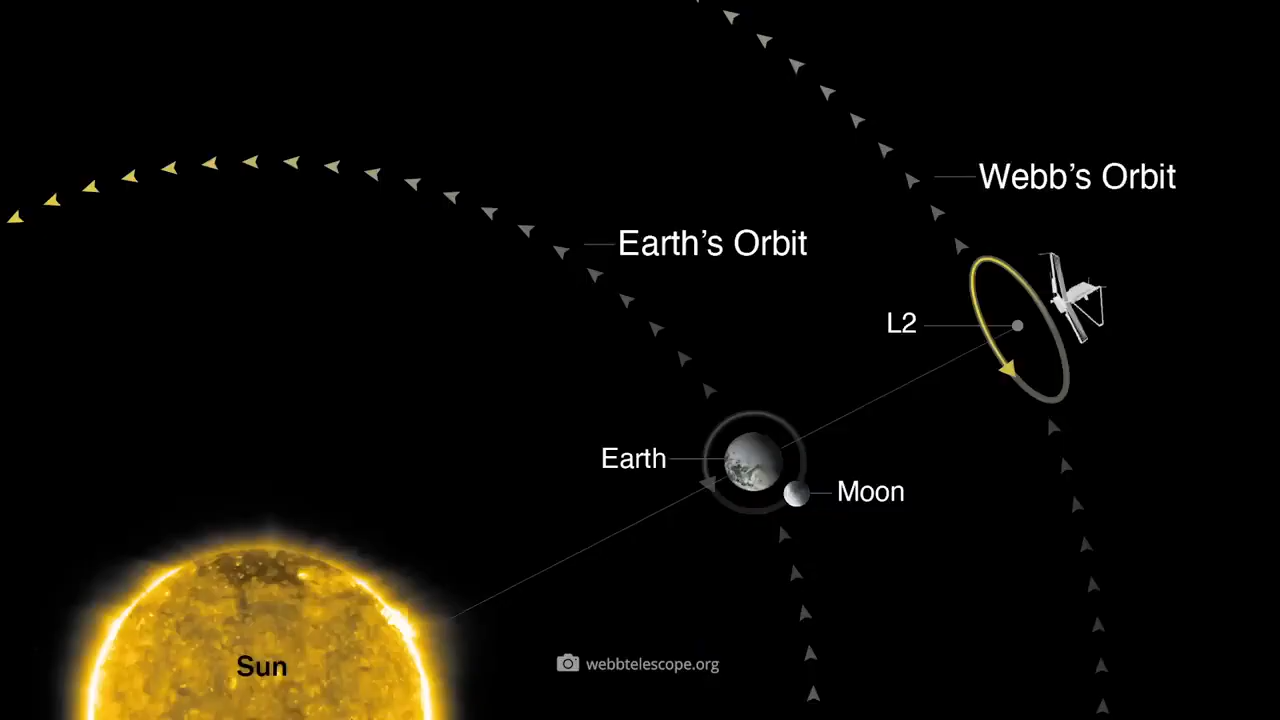 Webb’s Orbit
Earth’s Orbit
L2
Earth
Moon
Sun
webbtelescope.org